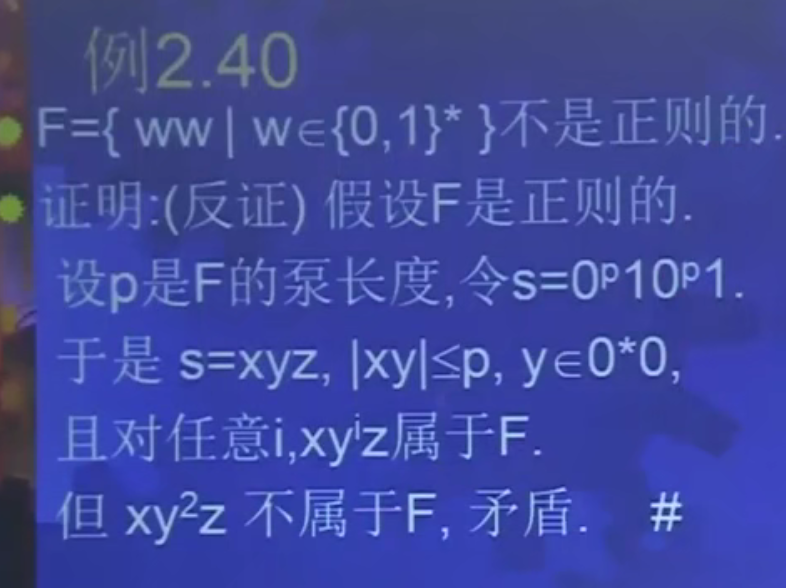 例2.40
F={ ww | w∈{0,1}* }不是正则的.
证明:(反证) 假设F是正则的.
设p是F的泵长度,令s=0ᵖ10ᵖ1.
于是 s=xyz, |xy|≤p, y∈0*0,
且对任意i,xyⁱz属于F.
但 xy²z 不属于F, 矛盾. #